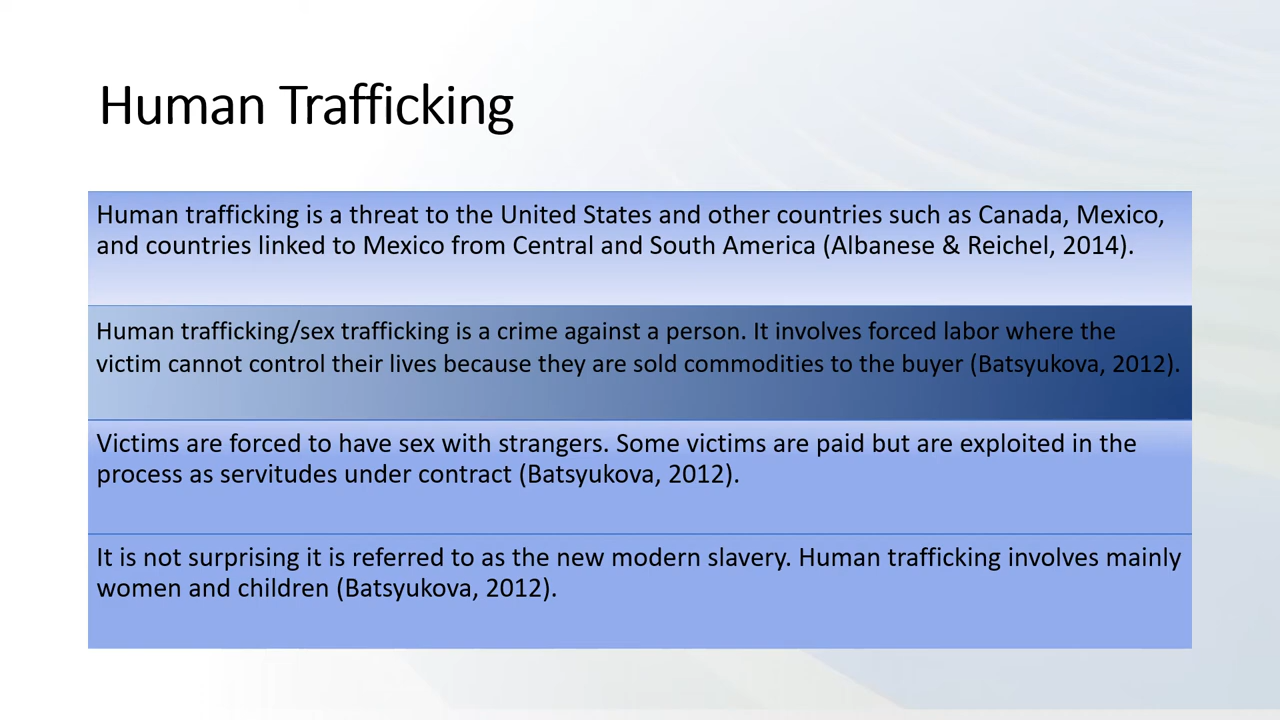 Human Trafficking
Human trafficking is a threat to the United States and other countries such as Canada, Mexico,
and countries linked to Mexico from Central and South America (Albanese & Reichel, 2014).
Human trafficking/sex trafficking is a crime against a person. It involves forced labor where the
victim cannot control their lives because they are sold commodities to the buyer (Batsyukova, 2012).
Victims are forced to have sex with strangers. Some victims are paid but are exploited in the
process as servitudes under contract (Batsyukova, 2012).
It is not surprising it is referred to as the new modern slavery. Human trafficking involves mainly
women and children (Batsyukova, 2012).